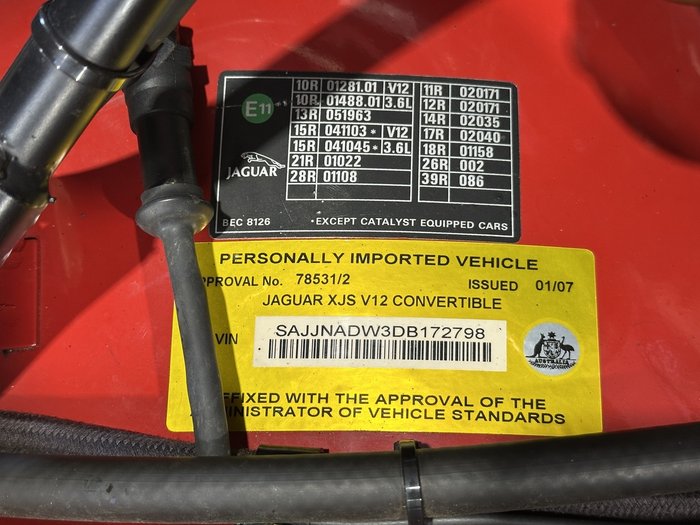 10R 01281.01 V12 11R 020171
10R 01488.01 3.6L 12R 020171
13R 051963 14R 02035
15R 041103* V12 17R 02040
15R 041045* 3.6L 18R 01158
21R 01022 26R 002
28R 01108 39R 086
E11
JAGUAR
BEC 8126 *EXCEPT CATALYST EQUIPPED CARS
PERSONALLY IMPORTED VEHICLE
PPROVAL No. 78531/2 ISSUED 01/07
JAGUAR XJS V12 CONVERTIBLE
VIN SAJJNADW3DB172798
AUSTRALIA
FFIXED WITH THE APPROVAL OF THE
INISTRATOR OF VEHICLE STANDARDS